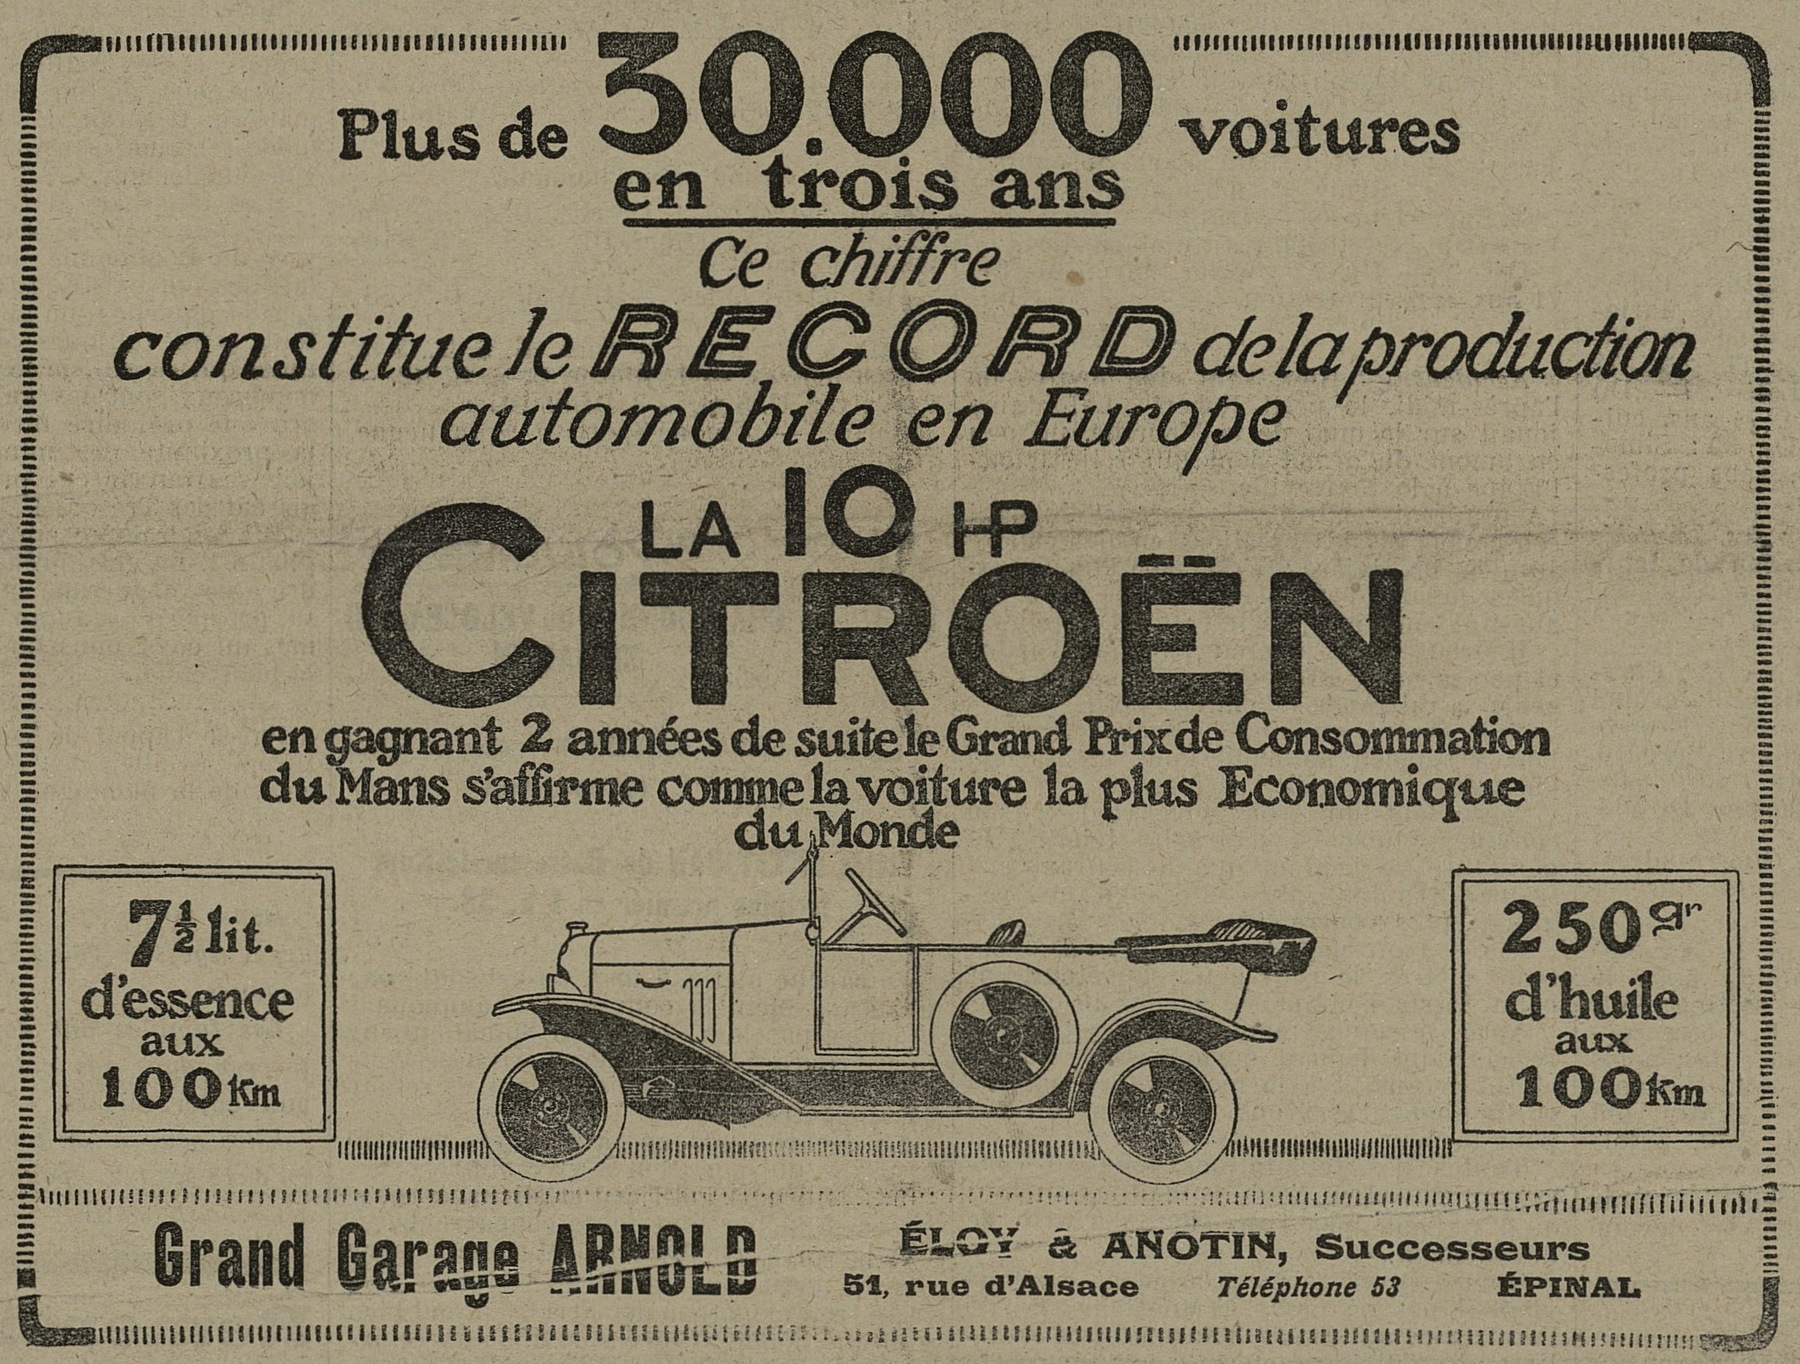 Plus de 30.000 voitures
en trois ans
Ce chiffre
constitue le RECORD de la production
automobile en Europe
LA 10 HP
CITROËN
en gagnant 2 années de suite le Grand Prix de Consommation
du Mans s'affirme comme la voiture la plus Economique
du Monde
7½ lit.
d'essence
aux
100 Km
250 gr
d'huile
aux
100 Km
Grand Garage ARNOLD
ÉLOY & ANOTIN, Successeurs
51, rue d'Alsace Téléphone 53 ÉPINAL